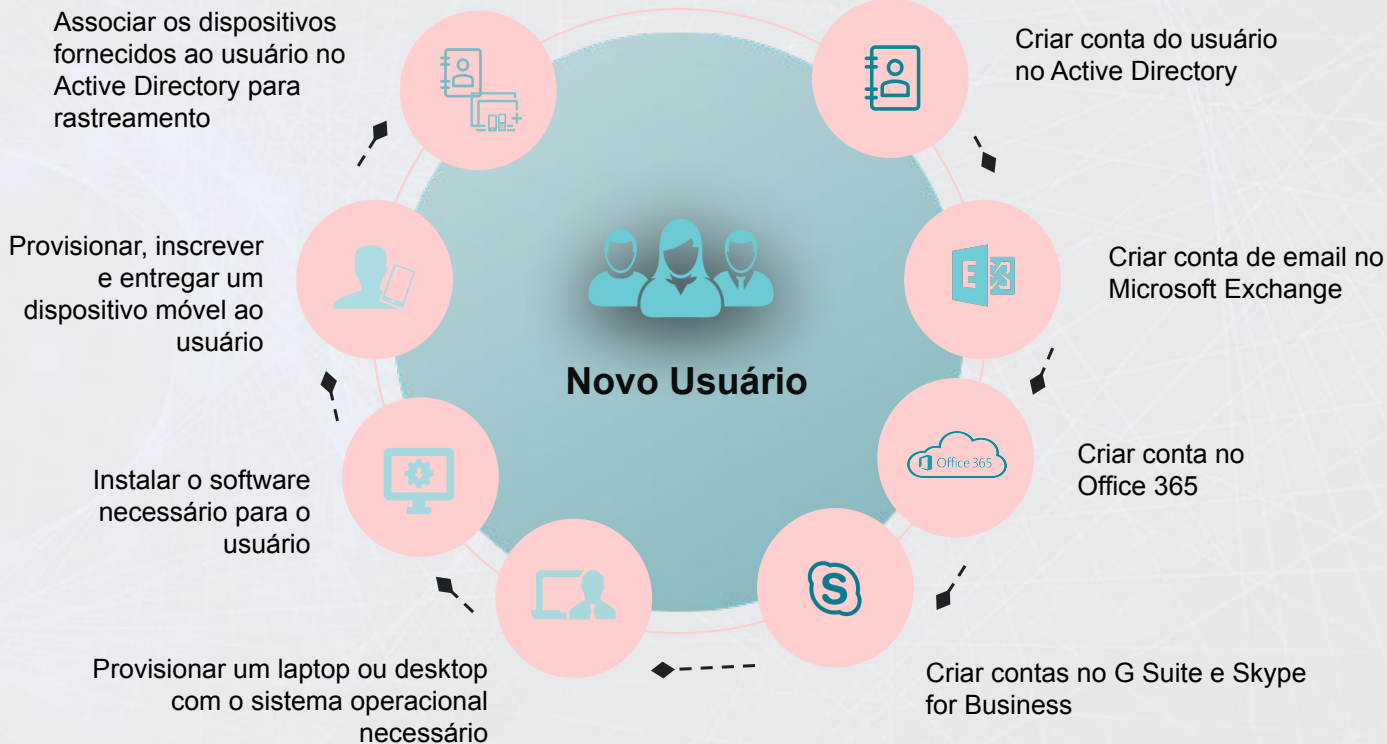 Associar os dispositivos
fornecidos ao usuário no
Active Directory para
rastreamento
Criar conta do usuário
no Active Directory
Provisionar, inscrever
e entregar um
dispositivo móvel ao
usuário
E
Criar conta de email no
Microsoft Exchange
Novo Usuário
Instalar o software
necessário para o
usuário
Office 365
Criar conta no
Office 365
S
Provisionar um laptop ou desktop
com o sistema operacional
necessário
Criar contas no G Suite e Skype
for Business